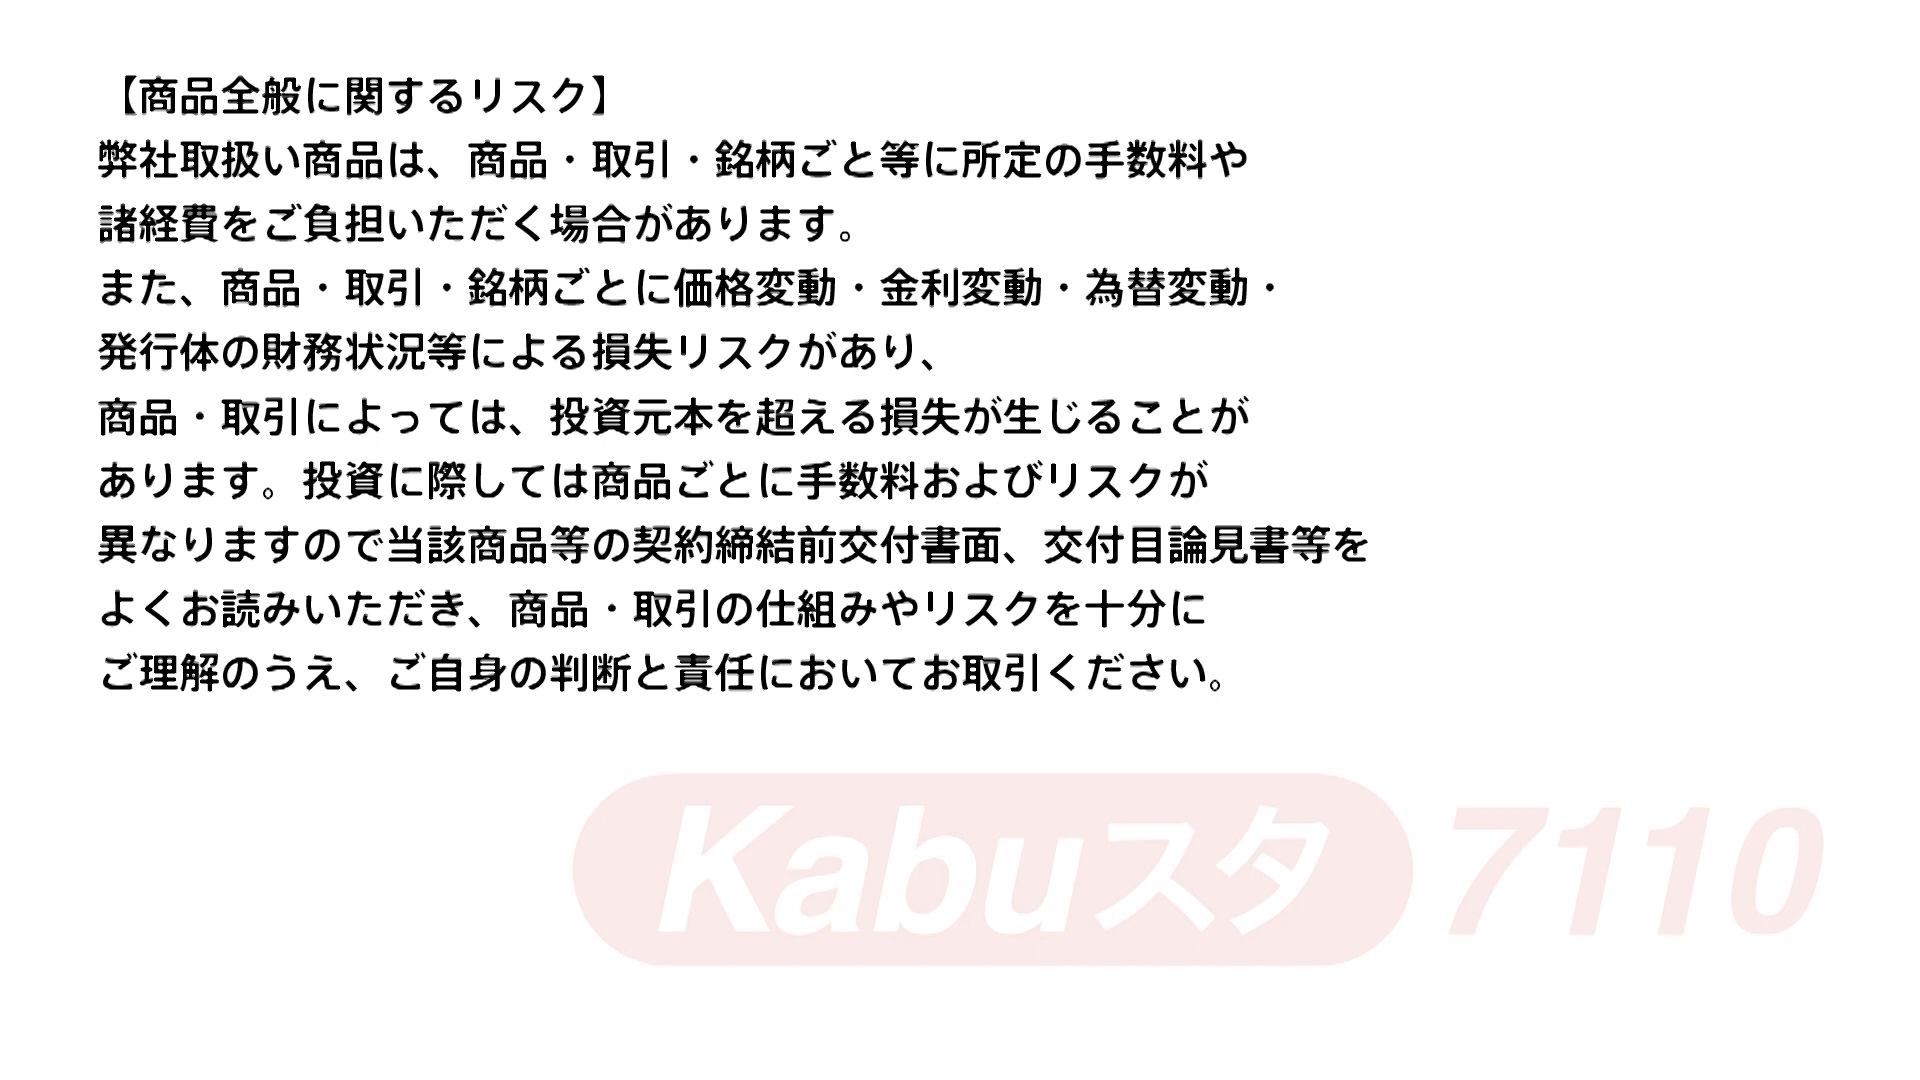 【商品全般に関するリスク】
弊社取扱い商品は、商品・取引・銘柄ごと等に所定の手数料や
諸経費をご負担いただく場合があります。
また、商品・取引・銘柄ごとに価格変動・金利変動・為替変動・
発行体の財務状況等による損失リスクがあり、
商品・取引によっては、投資元本を超える損失が生じることが
あります。投資に際しては商品ごとに手数料およびリスクが
異なりますので当該商品等の契約締結前交付書面、交付目論見書等を
よくお読みいただき、商品・取引の仕組みやリスクを十分に
ご理解のうえ、ご自身の判断と責任においてお取引ください。
Kabuスタ 7110